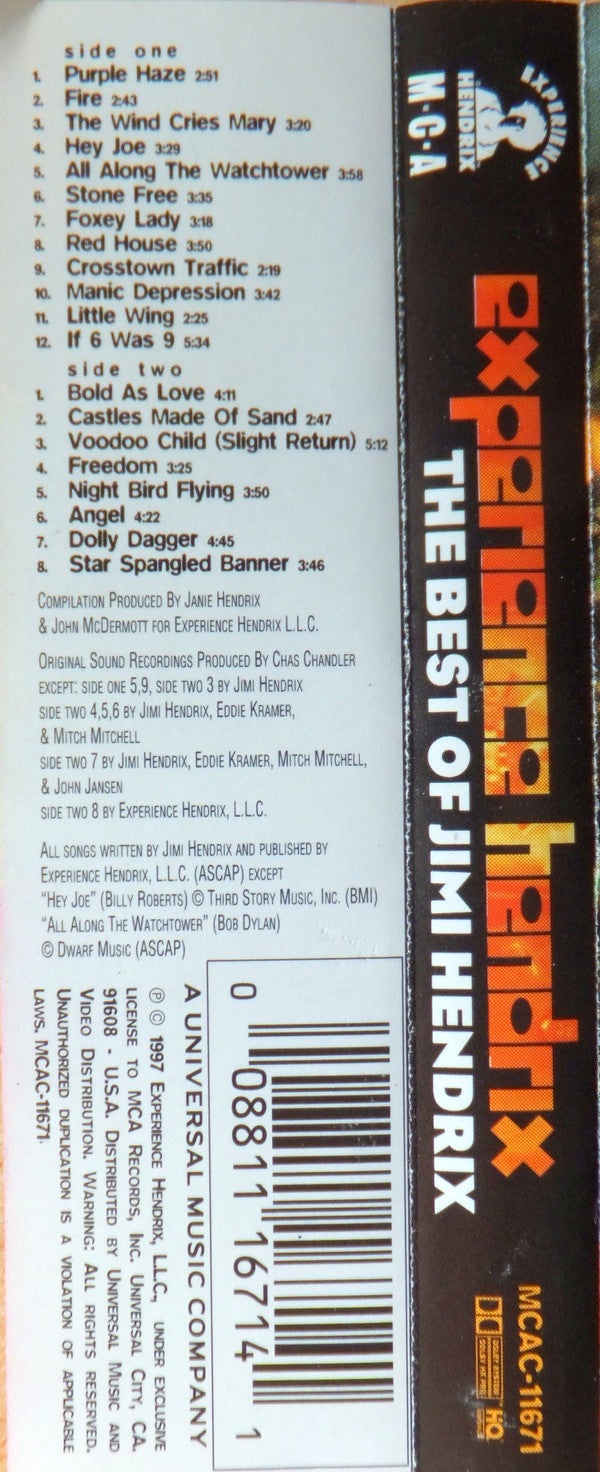 side one
1. Purple Haze 2:51
2. Fire 2:43
3. The Wind Cries Mary 3:20
4. Hey Joe 3:29
5. All Along The Watchtower 3:58
6. Stone Free 3:35
7. Foxey Lady 3:18
8. Red House 3:50
9. Crosstown Traffic 2:19
10. Manic Depression 3:42
11. Little Wing 2:25
12. If 6 Was 9 5:34
side two
1. Bold As Love 4:11
2. Castles Made Of Sand 2:47
3. Voodoo Child (Slight Return) 5:12
4. Freedom 3:25
5. Night Bird Flying 3:50
6. Angel 4:22
7. Dolly Dagger 4:45
8. Star Spangled Banner 3:46
Compilation Produced By Janie Hendrix
& John McDermott for Experience Hendrix L.L.C.
Original Sound Recordings Produced By Chas Chandler
except: side one 5,9, side two 3 by Jimi Hendrix
side two 4,5,6 by Jimi Hendrix, Eddie Kramer,
& Mitch Mitchell
side two 7 by Jimi Hendrix, Eddie Kramer, Mitch Mitchell,
& John Jansen
side two 8 by Experience Hendrix, L.L.C.
All songs written by Jimi Hendrix and published by
Experience Hendrix, L.L.C. (ASCAP) except
"Hey Joe" (Billy Roberts) © Third Story Music, Inc. (BMI)
"All Along The Watchtower" (Bob Dylan)
© Dwarf Music (ASCAP)
A UNIVERSAL MUSIC COMPANY
℗ © 1997 Experience Hendrix, L.L.C., under exclusive
license to MCA Records, Inc. Universal City, CA.
91608 - U.S.A. Distributed by Universal Music and
Video Distribution. Warning: All rights reserved.
Unauthorized duplication is a violation of applicable
laws. MCAC-11671.
0 08811 16714 1
EXPERIENCE
HENDRIX
M·C·A
experience hendrix
THE BEST OF JIMI HENDRIX
MCAC-11671
DOLBY SYSTEM
DOLBY HX PRO
HQ